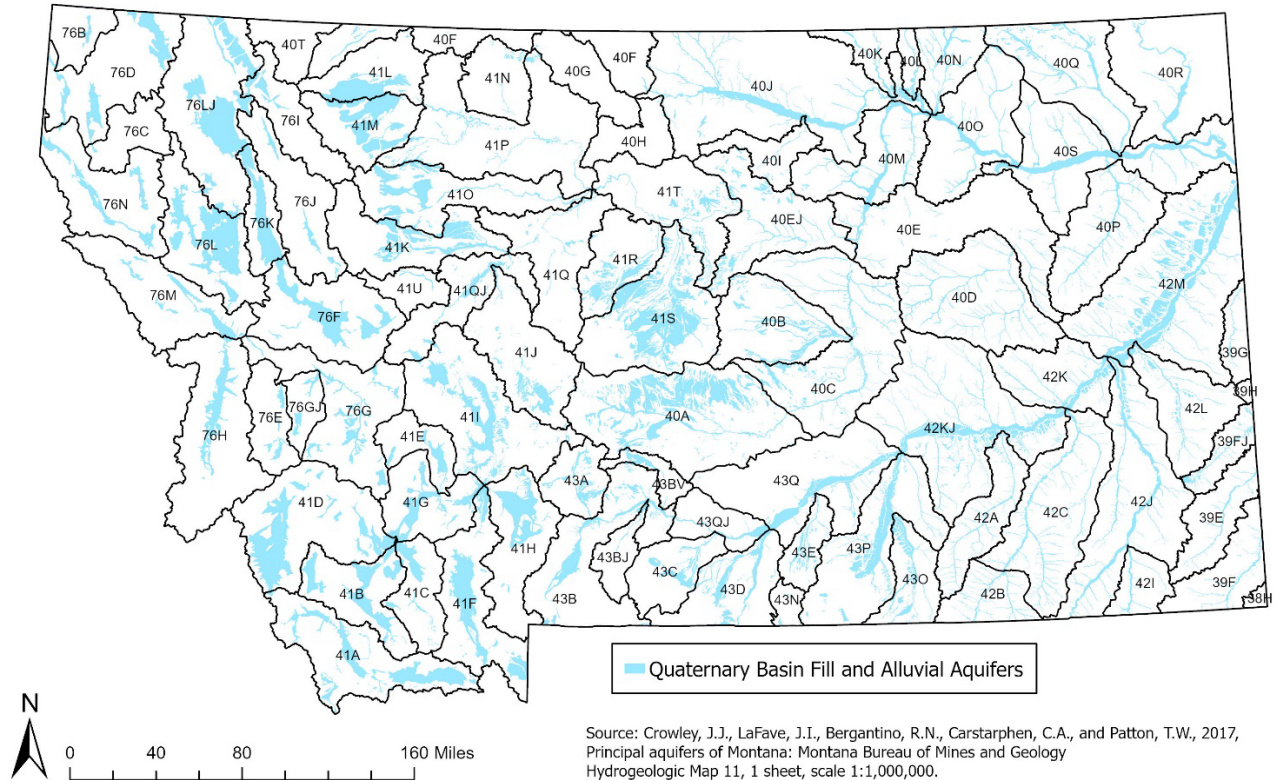 76B
76D
76C
76LJ
76I
40T
41L
41M
40F
41N
40G
40F
40H
41P
40J
40K
40L
40N
40Q
40R
40O
40S
40M
40I
41T
41O
76N
76L
76K
76J
41K
41U
41QJ
41Q
41R
41S
40EJ
40E
40P
42M
76M
76F
41J
40B
40D
40C
42K
39G
39H
42L
39FJ
76H
76E
76GJ
76G
41I
41E
40A
42KJ
41D
41G
43A
43BV
43Q
43QJ
42A
42C
42J
39E
41H
43BJ
43C
43D
43E
43P
43O
43N
43B
42B
42I
39F
38H
41B
41C
41F
41A
Quaternary Basin Fill and Alluvial Aquifers
N
0 40 80 160 Miles
Source: Crowley, J.J., LaFave, J.I., Bergantino, R.N., Carstarphen, C.A., and Patton, T.W., 2017,
Principal aquifers of Montana: Montana Bureau of Mines and Geology
Hydrogeologic Map 11, 1 sheet, scale 1:1,000,000.